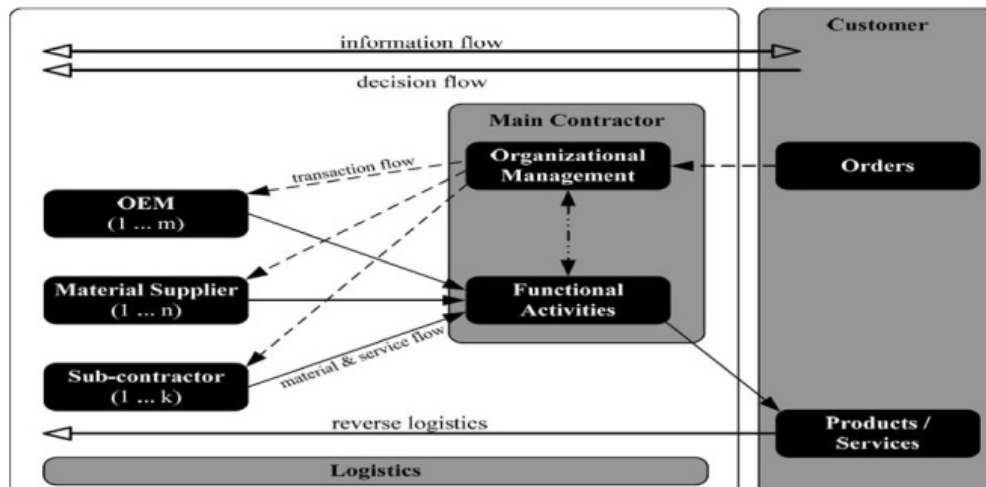 Customer
information flow
decision flow
Main Contractor
Organizational
Management
Orders
transaction flow
OEM
(1 ... m)
Material Supplier
(1 ... n)
Functional
Activities
Sub-contractor
(1 ... k)
material & service flow
reverse logistics
Products /
Services
Logistics